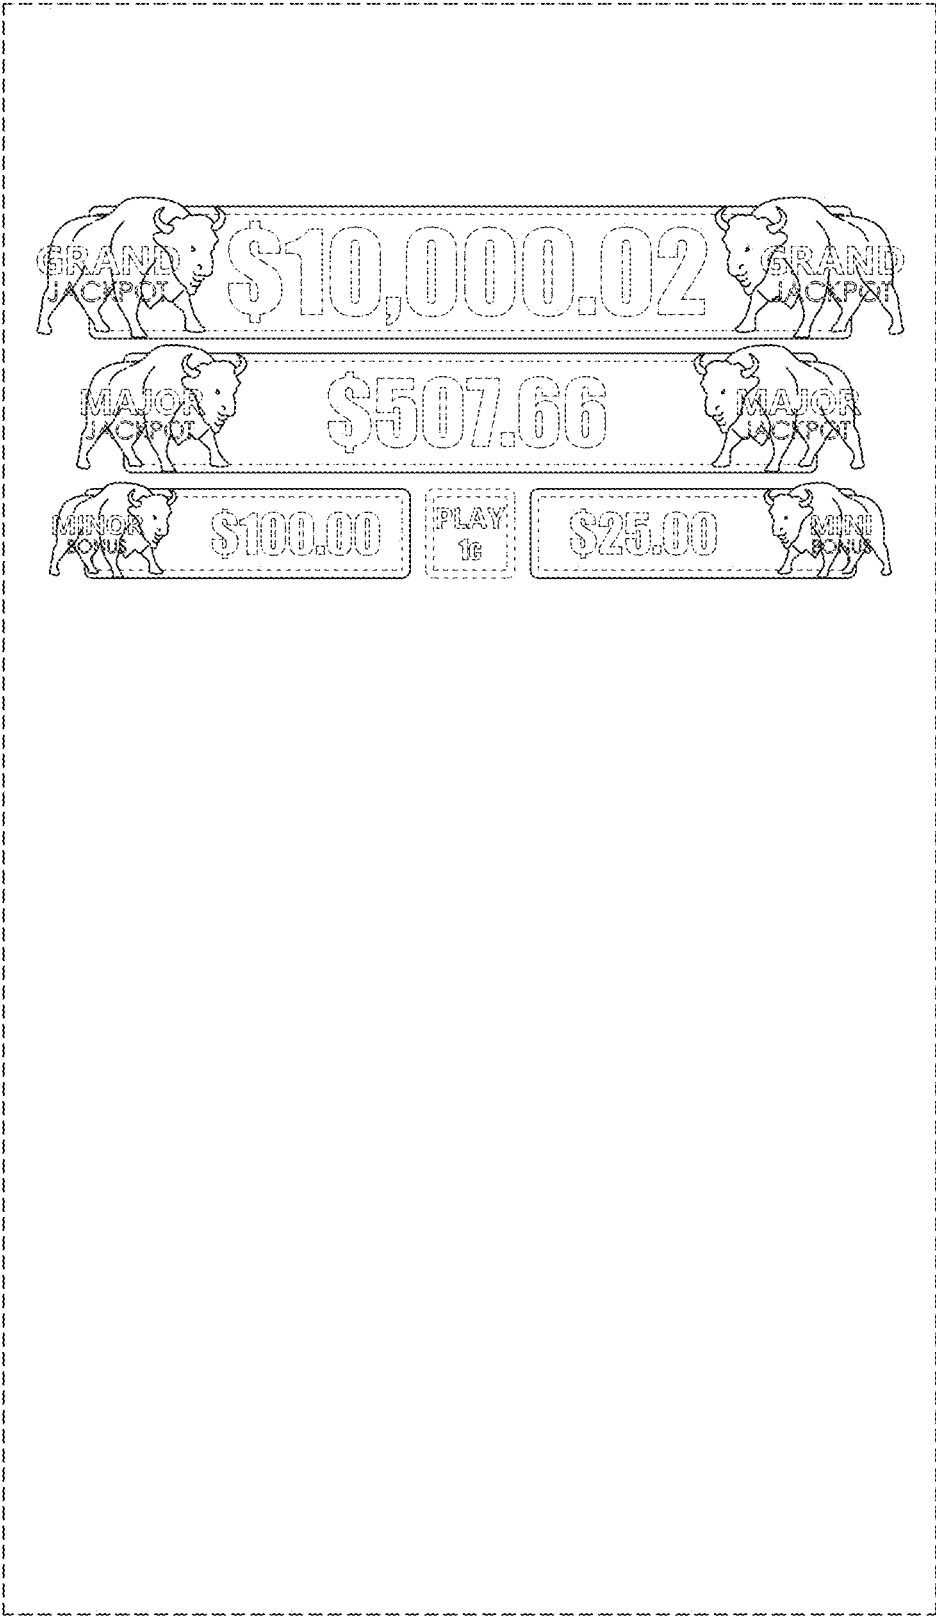 GRAND
JACKPOT
$10,000.02
GRAND
JACKPOT
MAJOR
JACKPOT
$507.66
MAJOR
JACKPOT
MINOR
BONUS
$100.00
PLAY
1¢
$25.00
MINI
BONUS